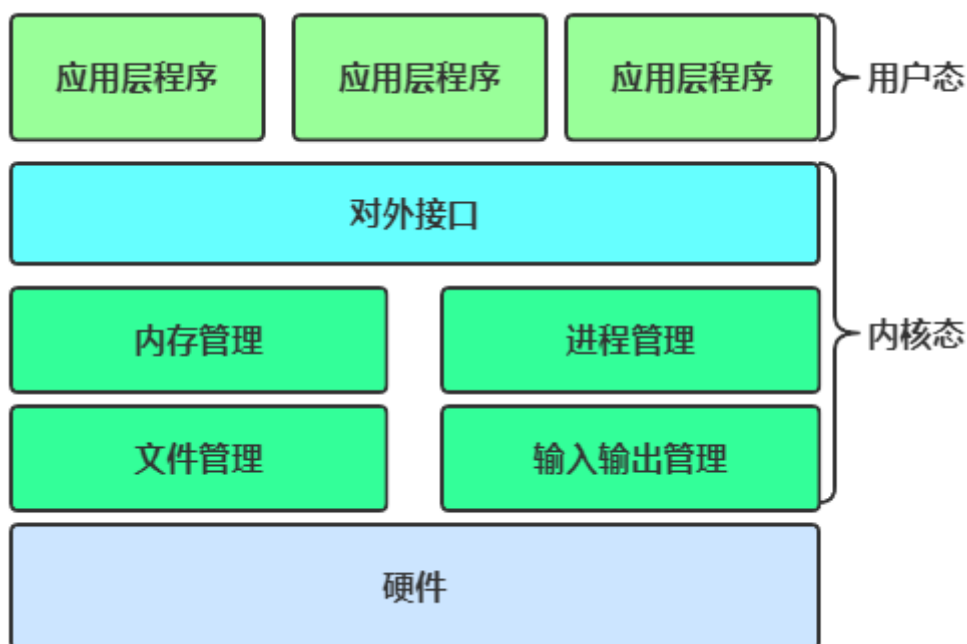 应用层程序 应用层程序 应用层程序 用户态
对外接口
内存管理 进程管理 内核态
文件管理 输入输出管理
硬件